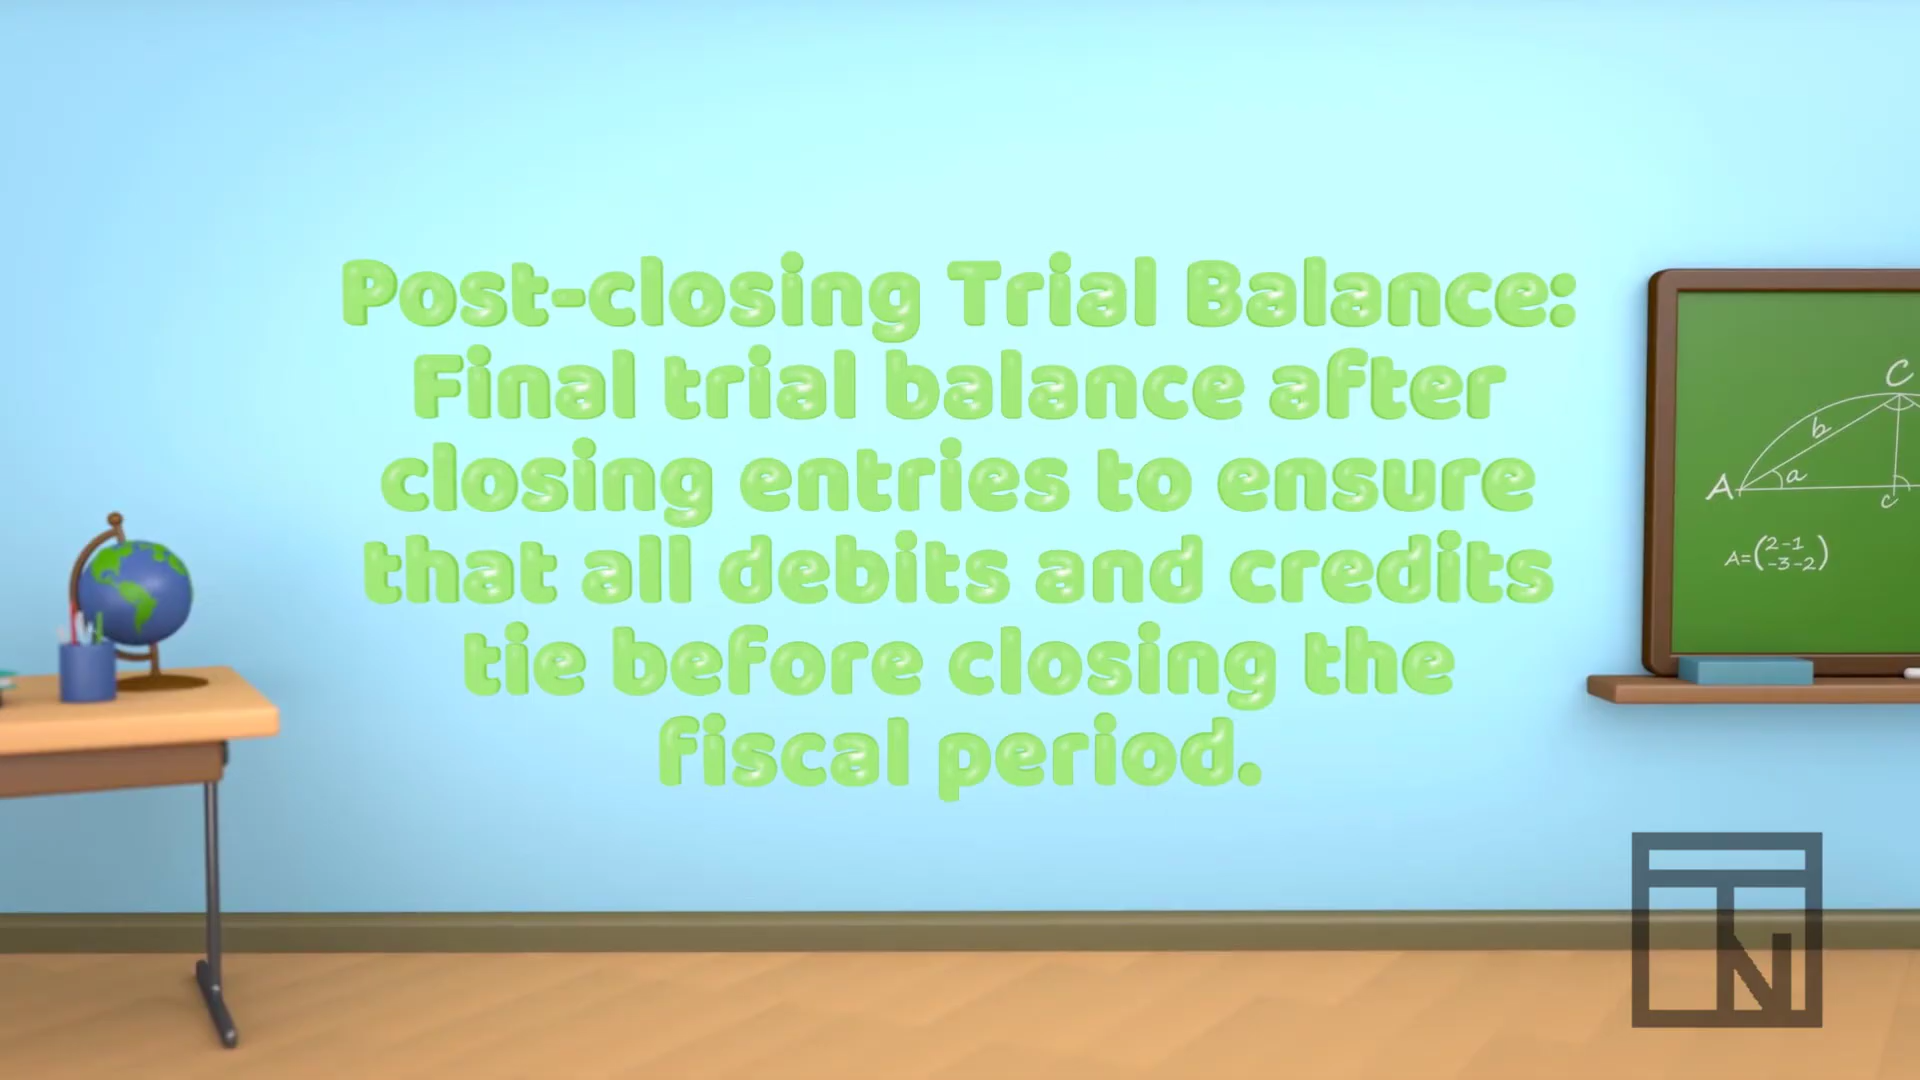 Post-closing Trial Balance:
Final trial balance after
closing entries to ensure
that all debits and credits
tie before closing the
fiscal period.
C
b
A
a
c
A=(2-1
-3-2)
TN